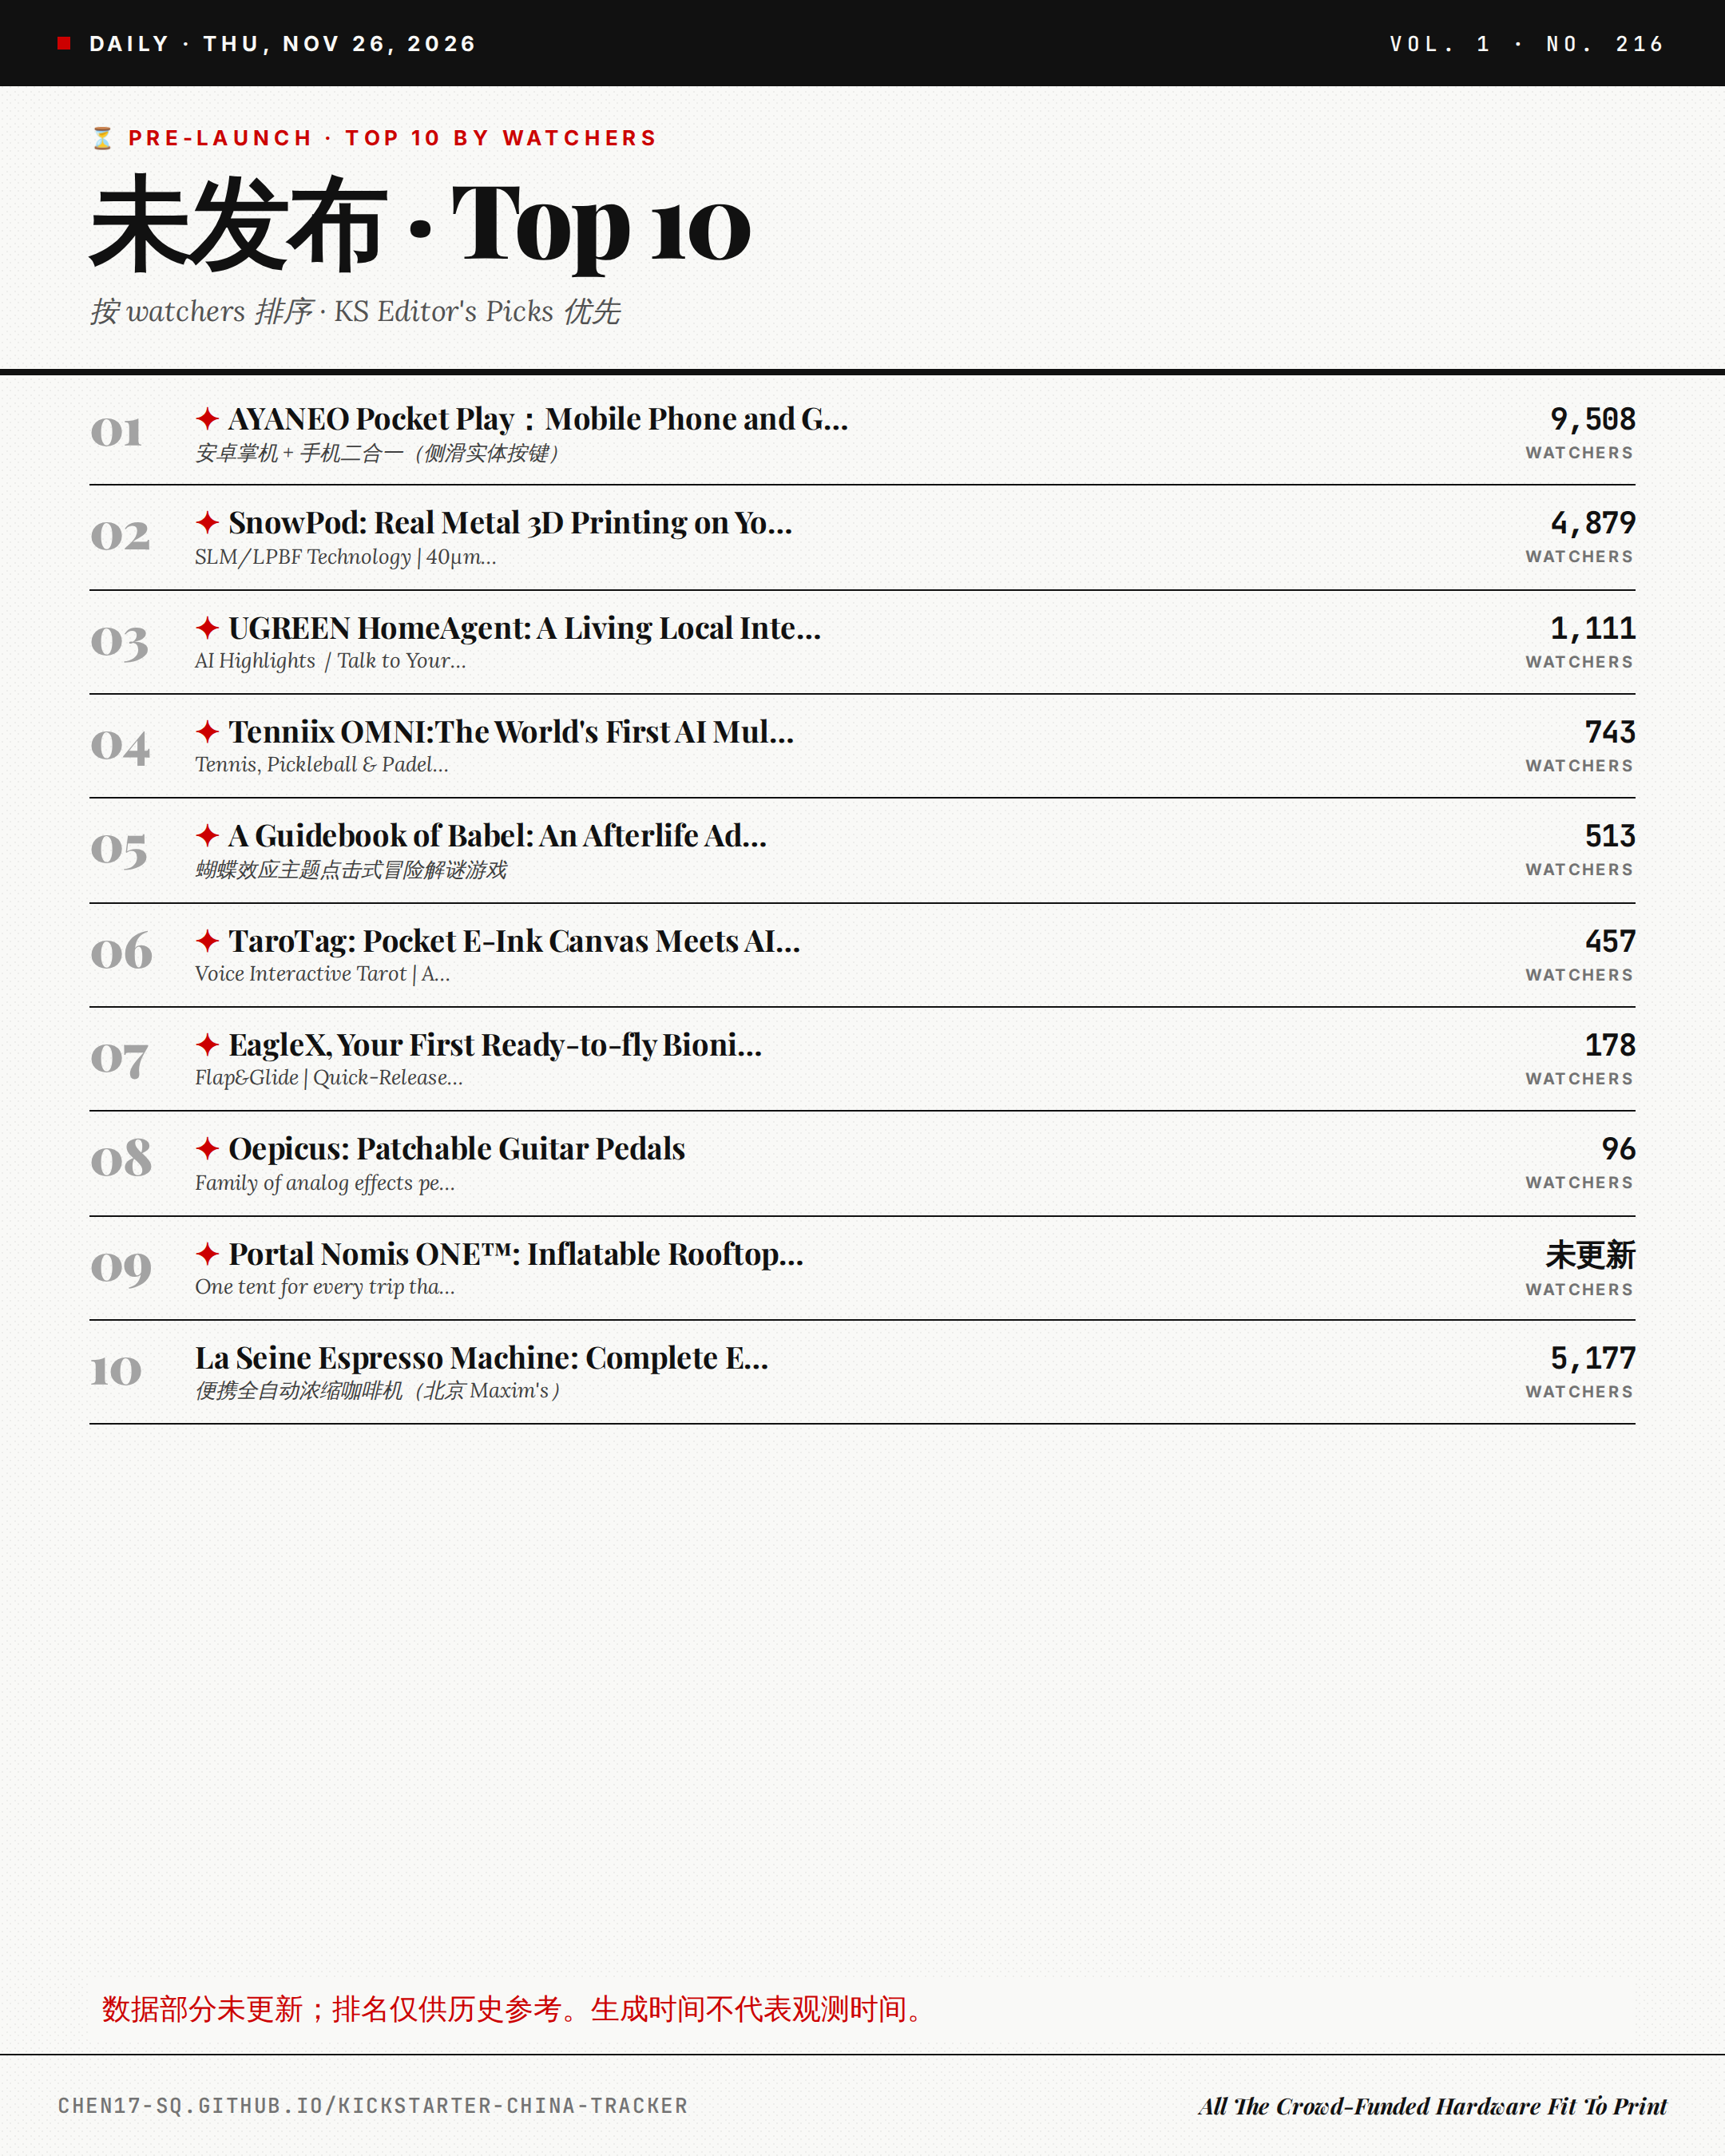 DAILY · THU, NOV 26, 2026
VOL. 1 · NO. 216
⏳ PRE-LAUNCH · TOP 10 BY WATCHERS
未发布 · Top 10
按 watchers 排序 · KS Editor's Picks 优先
01
✦ AYANEO Pocket Play：Mobile Phone and G…
9,508
安卓掌机 + 手机二合一（侧滑实体按键）
WATCHERS
02
✦ SnowPod: Real Metal 3D Printing on Yo…
4,879
SLM/LPBF Technology | 40μm…
WATCHERS
03
✦ UGREEN HomeAgent: A Living Local Inte…
1,111
AI Highlights / Talk to Your…
WATCHERS
04
✦ Tenniix OMNI:The World's First AI Mul…
743
Tennis, Pickleball & Padel…
WATCHERS
05
✦ A Guidebook of Babel: An Afterlife Ad…
513
蝴蝶效应主题点击式冒险解谜游戏
WATCHERS
06
✦ TaroTag: Pocket E-Ink Canvas Meets AI…
457
Voice Interactive Tarot | A…
WATCHERS
07
✦ EagleX, Your First Ready-to-fly Bioni…
178
Flap&Glide | Quick-Release…
WATCHERS
08
✦ Oepicus: Patchable Guitar Pedals
96
Family of analog effects pe…
WATCHERS
09
✦ Portal Nomis ONE™: Inflatable Rooftop…
未更新
One tent for every trip tha…
WATCHERS
10
La Seine Espresso Machine: Complete E…
5,177
便携全自动浓缩咖啡机（北京 Maxim's）
WATCHERS
数据部分未更新；排名仅供历史参考。生成时间不代表观测时间。
CHEN17-SQ.GITHUB.IO/KICKSTARTER-CHINA-TRACKER
All The Crowd-Funded Hardware Fit To Print